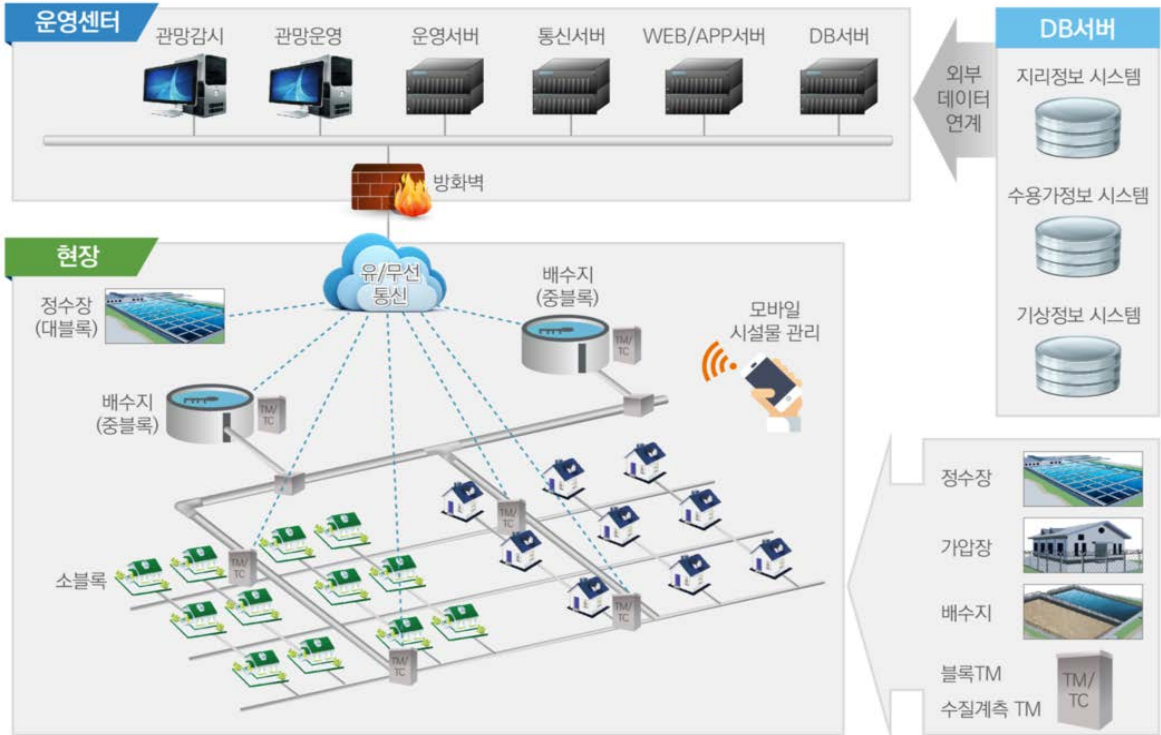 운영센터
관망감시
관망운영
운영서버
통신서버
WEB/APP서버
DB서버
방화벽
외부
데이터
연계
DB서버
지리정보 시스템
수용가정보 시스템
기상정보 시스템
현장
유/무선
통신
정수장
(대블록)
배수지
(중블록)
TM/
TC
모바일
시설물 관리
배수지
(중블록)
TM/
TC
소블록
TM/
TC
TM/
TC
TM/
TC
TM/
TC
정수장
가압장
배수지
블록TM
수질계측 TM
TM/
TC